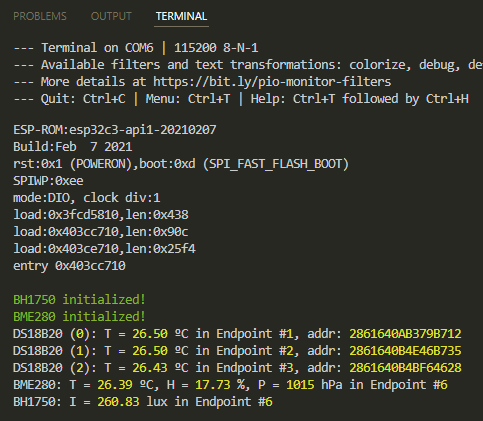 PROBLEMS OUTPUT TERMINAL
--- Terminal on COM6 | 115200 8-N-1
--- Available filters and text transformations: colorize, debug, de
--- More details at https://bit.ly/pio-monitor-filters
--- Quit: Ctrl+C | Menu: Ctrl+T | Help: Ctrl+T followed by Ctrl+H
ESP-ROM:esp32c3-api1-20210207
Build:Feb  7 2021
rst:0x1 (POWERON),boot:0xd (SPI_FAST_FLASH_BOOT)
SPIWP:0xee
mode:DIO, clock div:1
load:0x3fcd5810,len:0x438
load:0x403cc710,len:0x90c
load:0x403ce710,len:0x25f4
entry 0x403cc710
BH1750 initialized!
BME280 initialized!
DS18B20 (0): T = 26.50 ºC in Endpoint #1, addr: 2861640AB379B712
DS18B20 (1): T = 26.50 ºC in Endpoint #2, addr: 2861640B4E46B735
DS18B20 (2): T = 26.43 ºC in Endpoint #3, addr: 2861640B4BF64628
BME280: T = 26.39 ºC, H = 17.73 %, P = 1015 hPa in Endpoint #6
BH1750: I = 260.83 lux in Endpoint #6